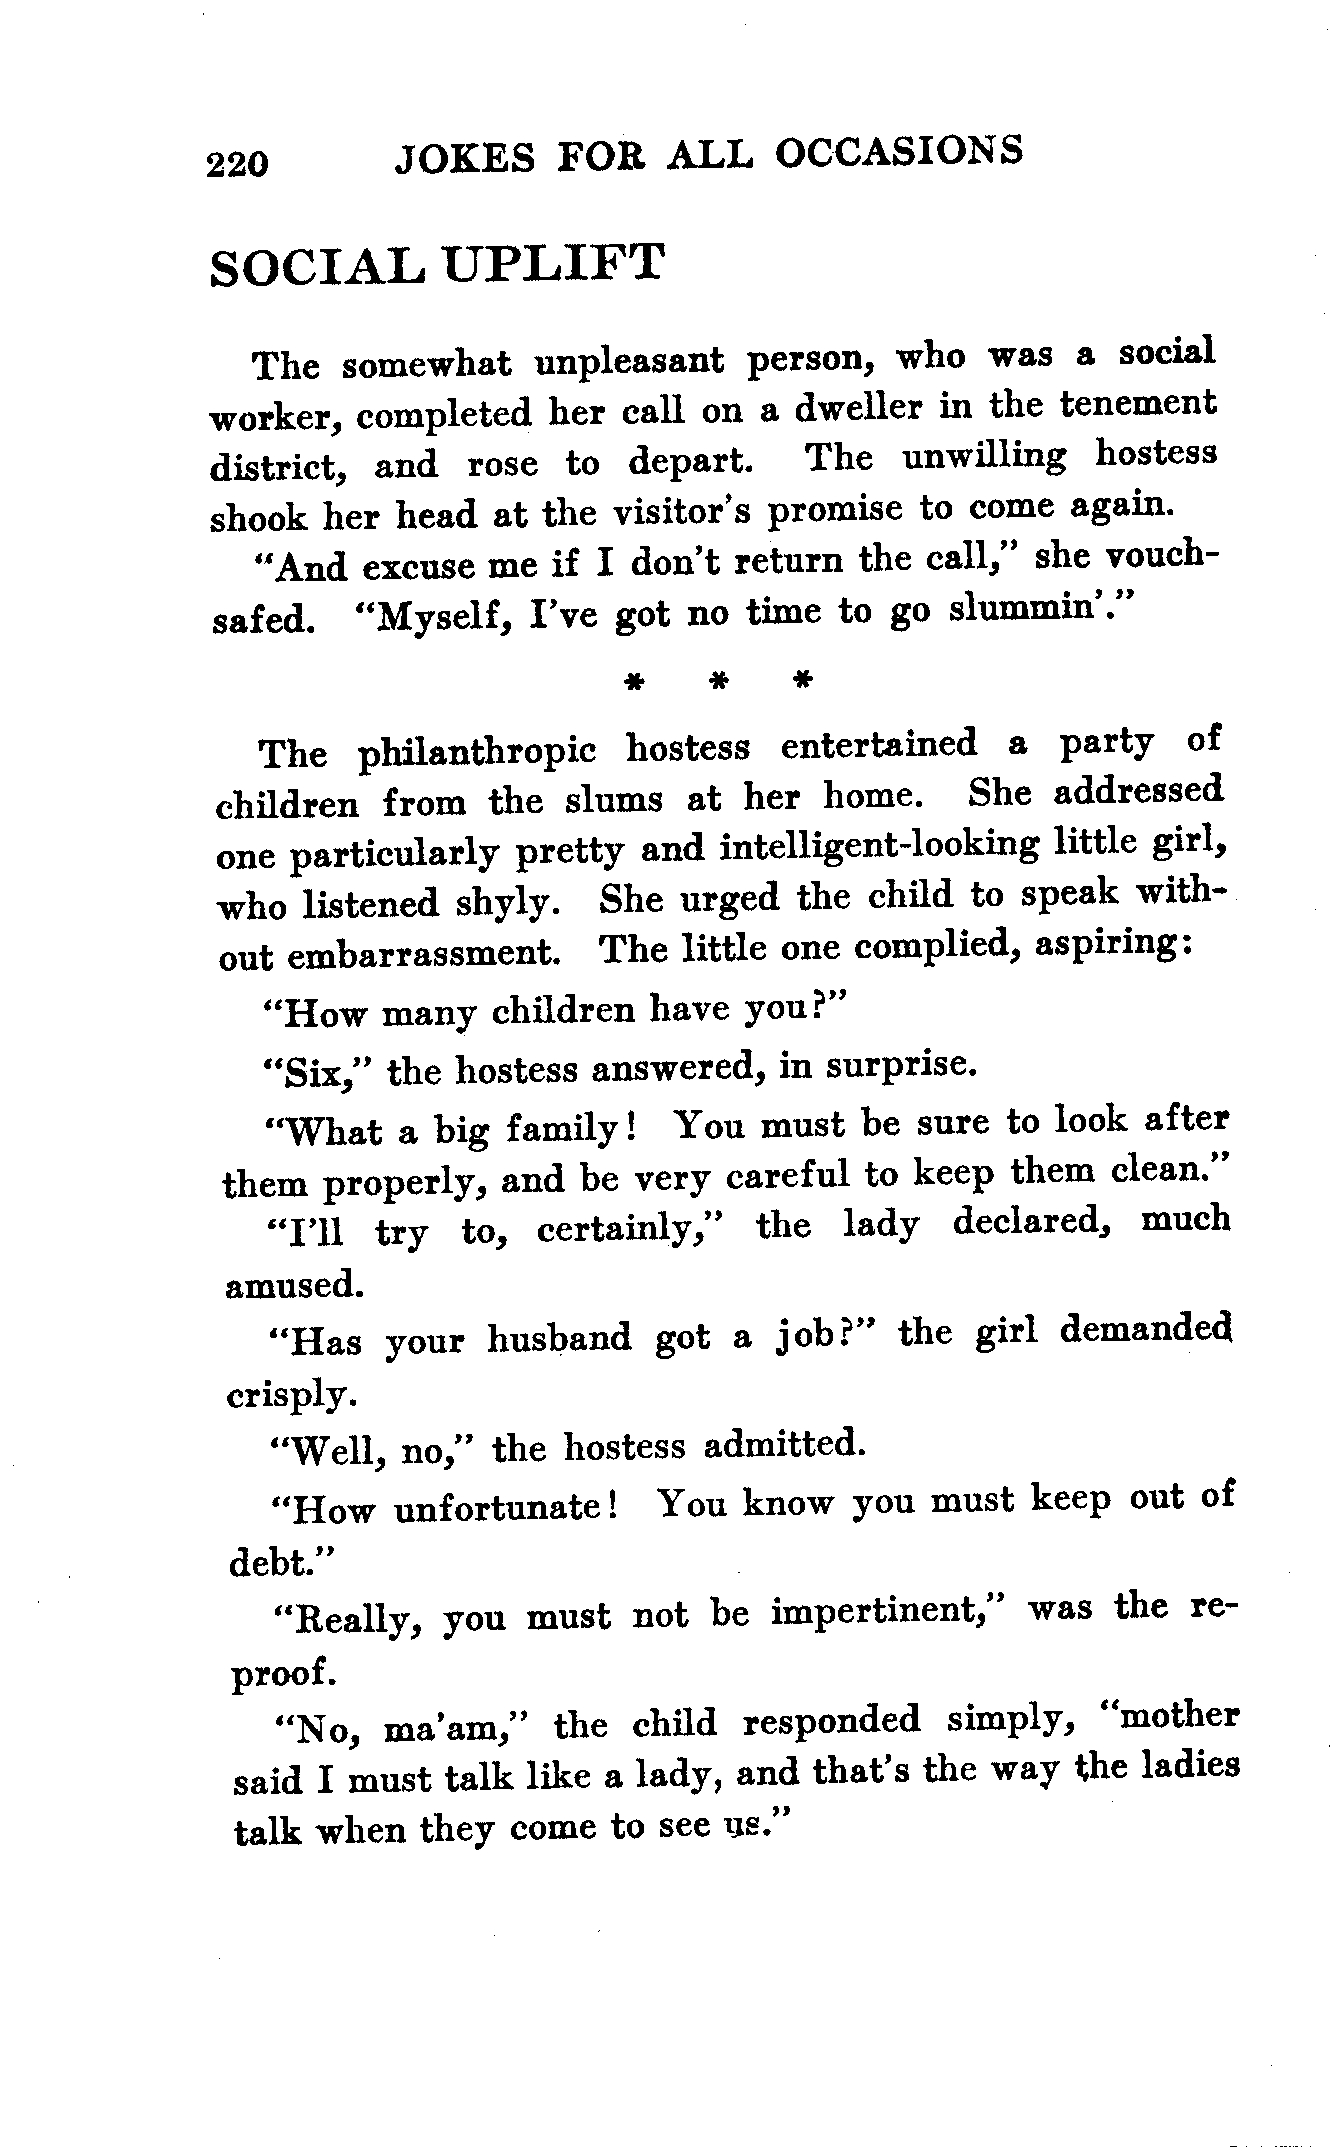 220 JOKES FOR ALL OCCASIONS
SOCIAL UPLIFT
The somewhat unpleasant person, who was a social
worker, completed her call on a dweller in the tenement
district, and rose to depart. The unwilling hostess
shook her head at the visitor's promise to come again.
"And excuse me if I don't return the call," she vouch-
safed. "Myself, I've got no time to go slummin'."
* * *
The philanthropic hostess entertained a party of
children from the slums at her home. She addressed
one particularly pretty and intelligent-looking little girl,
who listened shyly. She urged the child to speak with-
out embarrassment. The little one complied, aspiring:
"How many children have you?"
"Six," the hostess answered, in surprise.
"What a big family! You must be sure to look after
them properly, and be very careful to keep them clean."
"I'll try to, certainly," the lady declared, much
amused.
"Has your husband got a job?" the girl demanded
crisply.
"Well, no," the hostess admitted.
"How unfortunate! You know you must keep out of
debt."
"Really, you must not be impertinent," was the re-
proof.
"No, ma'am," the child responded simply, "mother
said I must talk like a lady, and that's the way the ladies
talk when they come to see us."